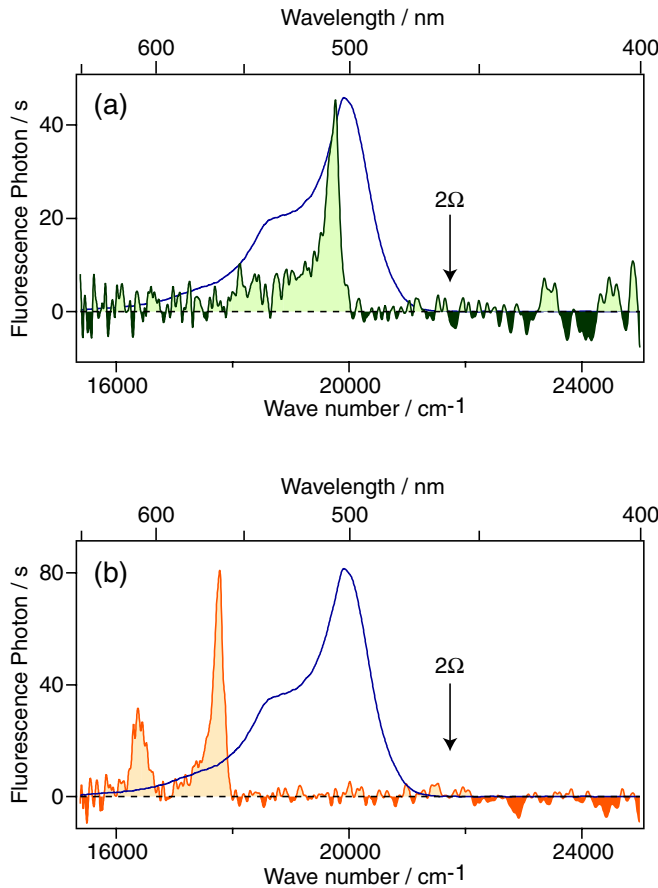 Wavelength / nm
600 500 400
(a)
Fluorescence Photon / s
40
20
0
2Ω
16000 20000 24000
Wave number / cm-1
Wavelength / nm
600 500 400
(b)
Fluorescence Photon / s
80
40
0
2Ω
16000 20000 24000
Wave number / cm-1